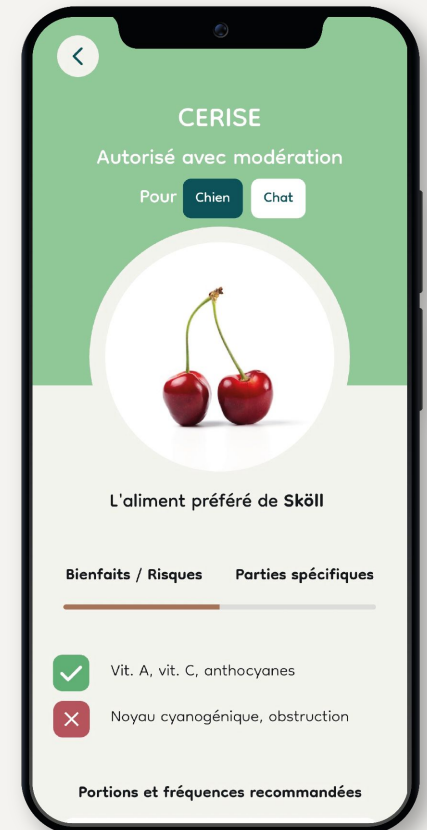 CERISE
Autorisé avec modération
Pour Chien Chat
L'aliment préféré de Sköll
Bienfaits / Risques Parties spécifiques
Vit. A, vit. C, anthocyanes
Noyau cyanogénique, obstruction
Portions et fréquences recommandées